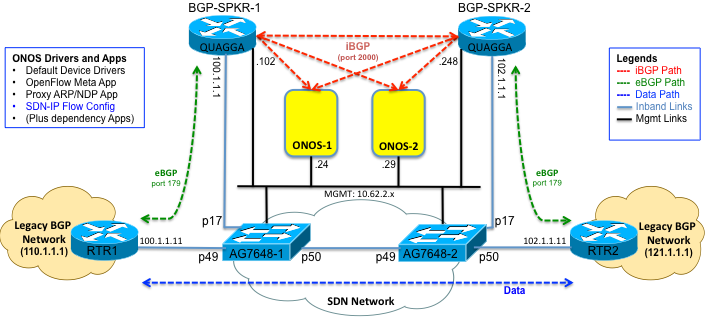 BGP-SPKR-1
BGP-SPKR-2
QUAGGA
QUAGGA
ONOS Drivers and Apps
• Default Device Drivers
• OpenFlow Meta App
• Proxy ARP/NDP App
• SDN-IP Flow Config
• (Plus dependency Apps)
iBGP
(port 2000)
Legends
iBGP Path
eBGP Path
Data Path
Inband Links
Mgmt Links
100.1.1.1
.102
.248
102.1.1.1
ONOS-1
ONOS-2
.24
.29
eBGP
port 179
eBGP
port 179
MGMT: 10.62.2.x
p17
p17
Legacy BGP
Network
(110.1.1.1)
RTR1
100.1.1.11
p49
AG7648-1
p50
p49
AG7648-2
p50
102.1.1.11
RTR2
Legacy BGP
Network
(121.1.1.1)
Data
SDN Network